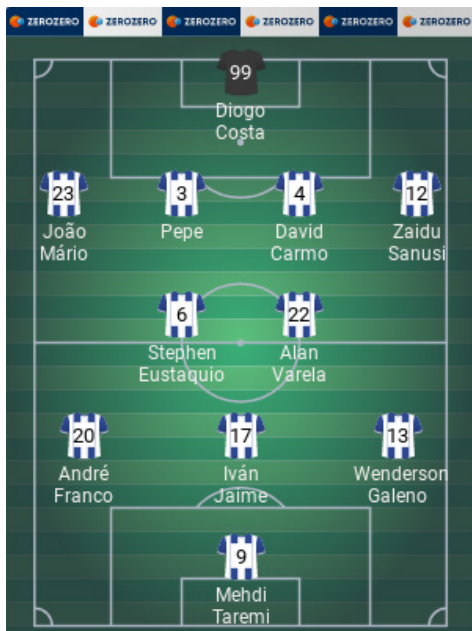 ZEROZERO ZEROZERO ZEROZERO ZEROZERO ZEROZERO ZEROZERO
99
Diogo
Costa
23 3 4 12
João Pepe David Zaidu
Mário Carmo Sanusi
6 22
Stephen Alan
Eustaquio Varela
20 17 13
André Iván Wenderson
Franco Jaime Galeno
9
Mehdi
Taremi